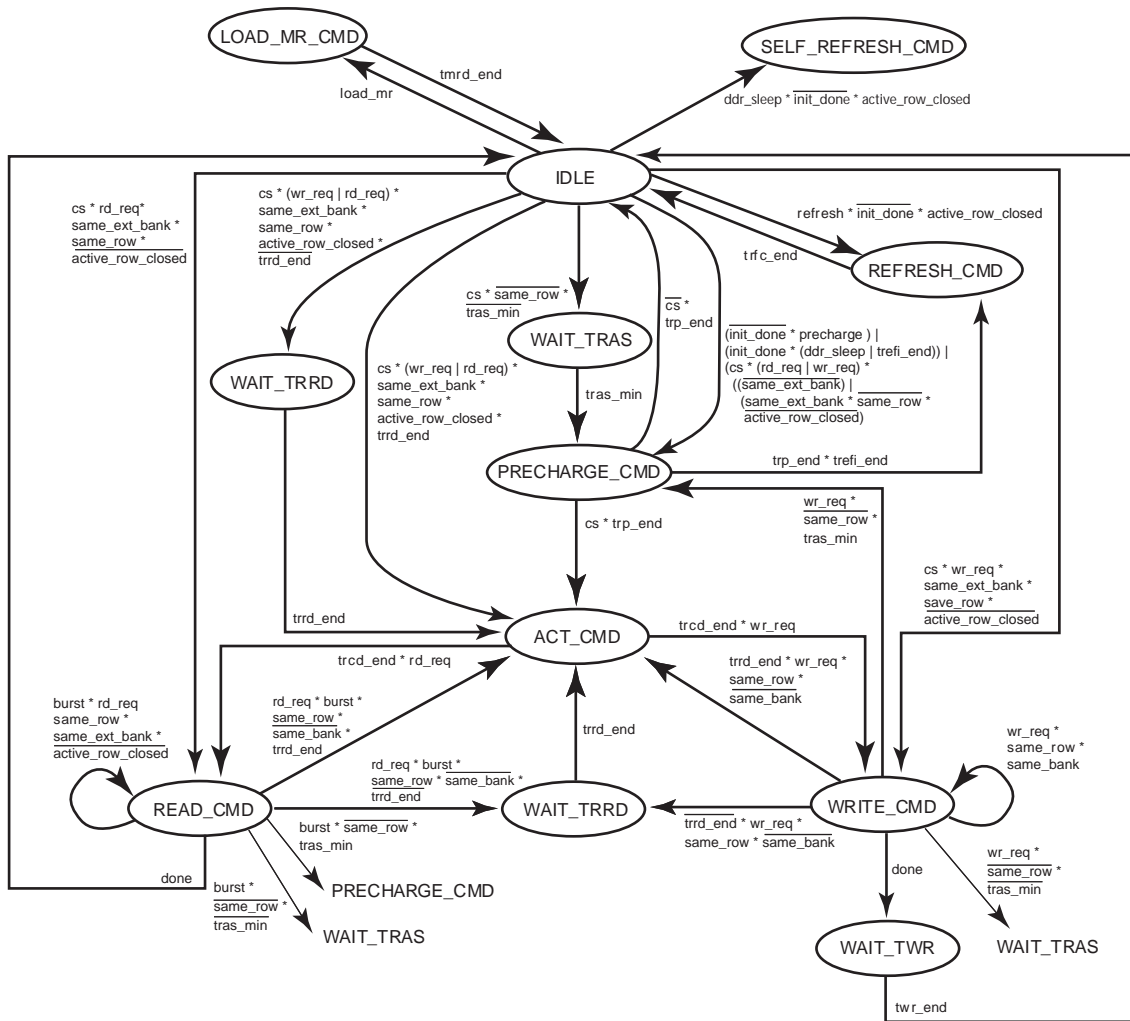 LOAD_MR_CMD
SELF_REFRESH_CMD
tmrd_end
load_mr
ddr_sleep * init_done * active_row_closed
IDLE
cs * rd_req*
same_ext_bank *
same_row *
active_row_closed
cs * (wr_req | rd_req) *
same_ext_bank *
same_row *
active_row_closed *
trrd_end
refresh * init_done * active_row_closed
trfc_end
REFRESH_CMD
cs * same_row *
tras_min
cs *
trp_end
WAIT_TRAS
(init_done * precharge ) |
(init_done * (ddr_sleep | trefi_end)) |
(cs * (rd_req | wr_req) *
((same_ext_bank) |
(same_ext_bank * same_row *
active_row_closed)
WAIT_TRRD
cs * (wr_req | rd_req) *
same_ext_bank *
same_row *
active_row_closed *
trrd_end
tras_min
PRECHARGE_CMD
trp_end * trefi_end
cs * trp_end
wr_req *
same_row *
tras_min
cs * wr_req *
same_ext_bank *
save_row *
active_row_closed
trrd_end
ACT_CMD
trcd_end * wr_req
trcd_end * rd_req
trrd_end * wr_req *
same_row *
same_bank
burst * rd_req
same_row *
same_ext_bank *
active_row_closed
rd_req * burst *
same_row *
same_bank *
trrd_end
trrd_end
wr_req *
same_row *
same_bank
rd_req * burst *
same_row * same_bank *
trrd_end
READ_CMD
WAIT_TRRD
WRITE_CMD
burst * same_row *
tras_min
trrd_end * wr_req *
same_row * same_bank
done
PRECHARGE_CMD
burst *
same_row *
tras_min
WAIT_TRAS
done
wr_req *
same_row *
tras_min
WAIT_TWR
WAIT_TRAS
twr_end